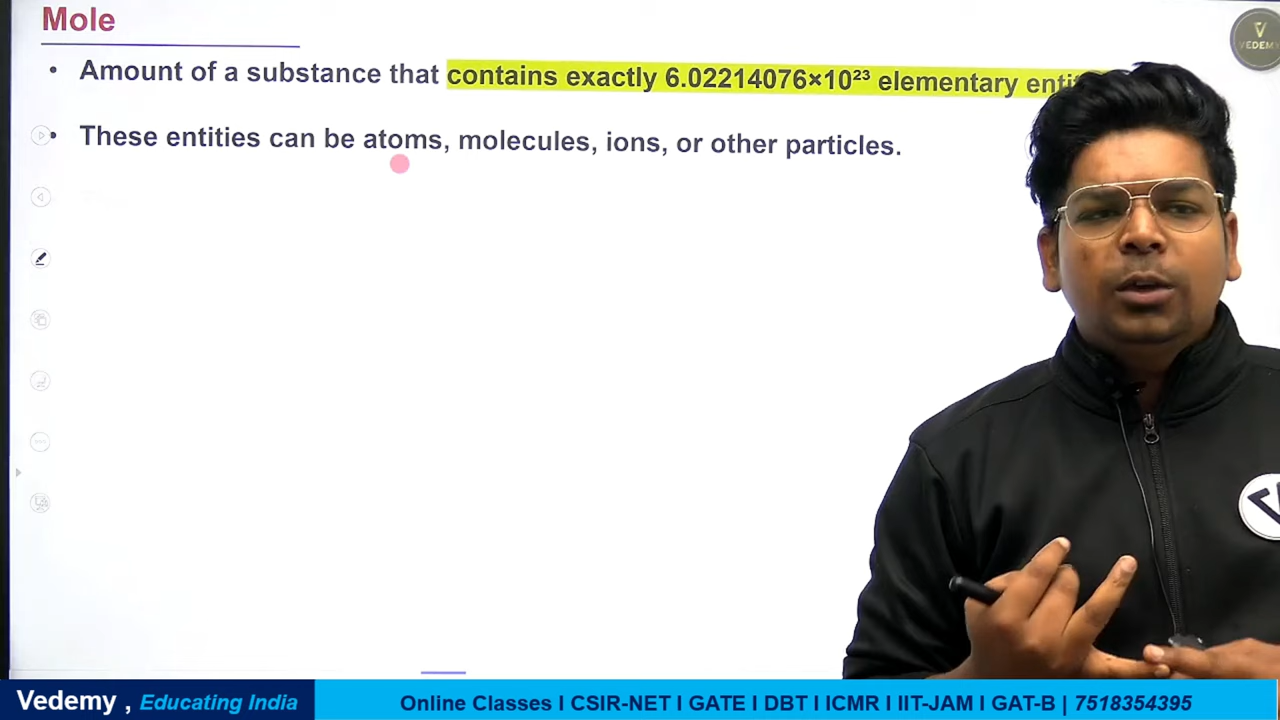 Mole
• Amount of a substance that contains exactly 6.02214076×10²³ elementary
• These entities can be atoms, molecules, ions, or other particles.
VEDEMY
Vedemy , Educating India
Online Classes I CSIR-NET I GATE I DBT I ICMR I IIT-JAM I GAT-B | 7518354395